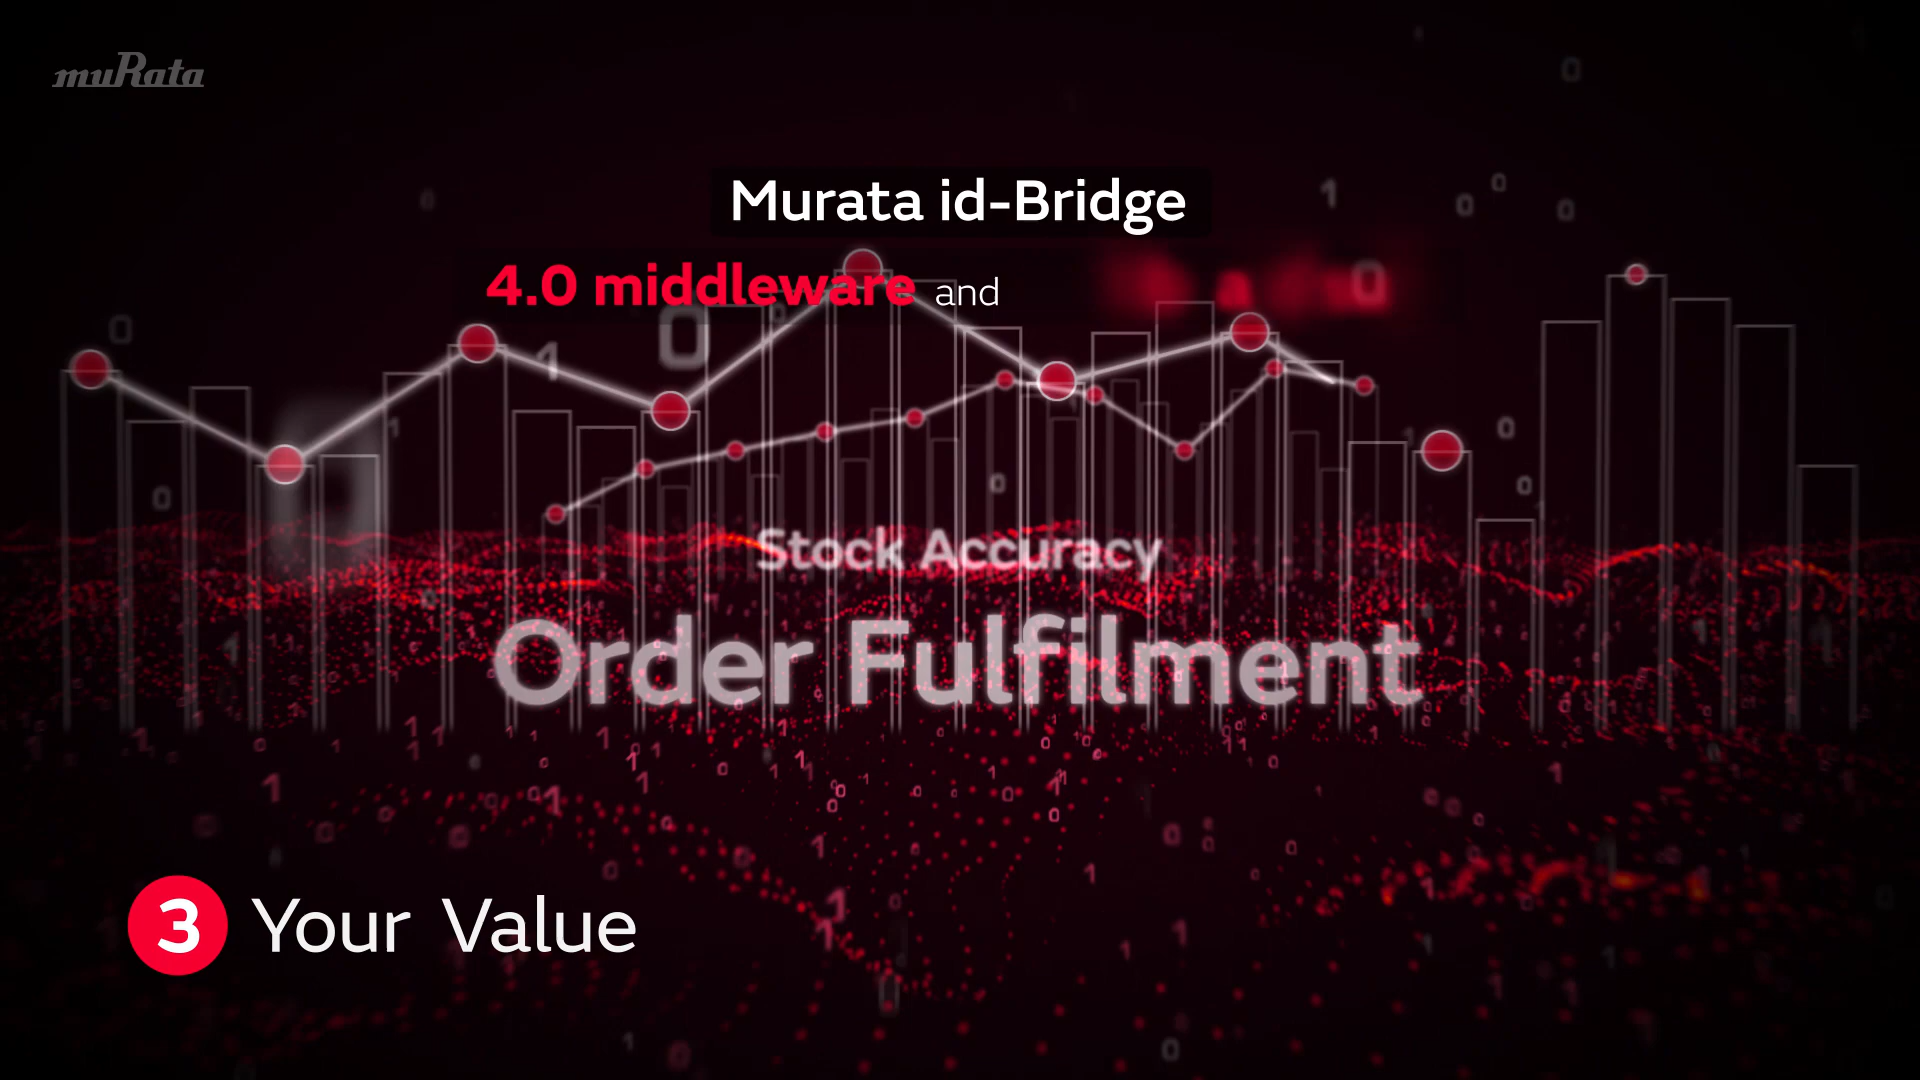 muRata
Murata id-Bridge
4.0 middleware and
Stock Accuracy
Order Fulfilment
3 Your Value